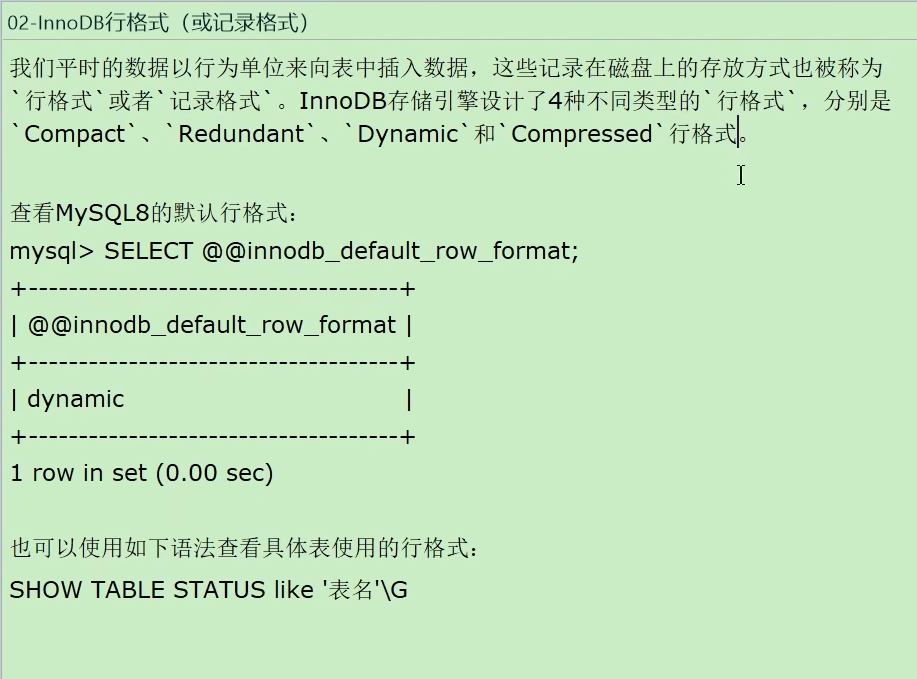 02-InnoDB行格式（或记录格式）
我们平时的数据以行为单位来向表中插入数据，这些记录在磁盘上的存放方式也被称为
`行格式`或者`记录格式`。InnoDB存储引擎设计了4种不同类型的`行格式`，分别是
`Compact`、`Redundant`、`Dynamic`和`Compressed`行格式。
查看MySQL8的默认行格式：
mysql> SELECT @@innodb_default_row_format;
+-------------------------------------+
| @@innodb_default_row_format |
+-------------------------------------+
| dynamic                                    |
+-------------------------------------+
1 row in set (0.00 sec)
也可以使用如下语法查看具体表使用的行格式：
SHOW TABLE STATUS like '表名'\G